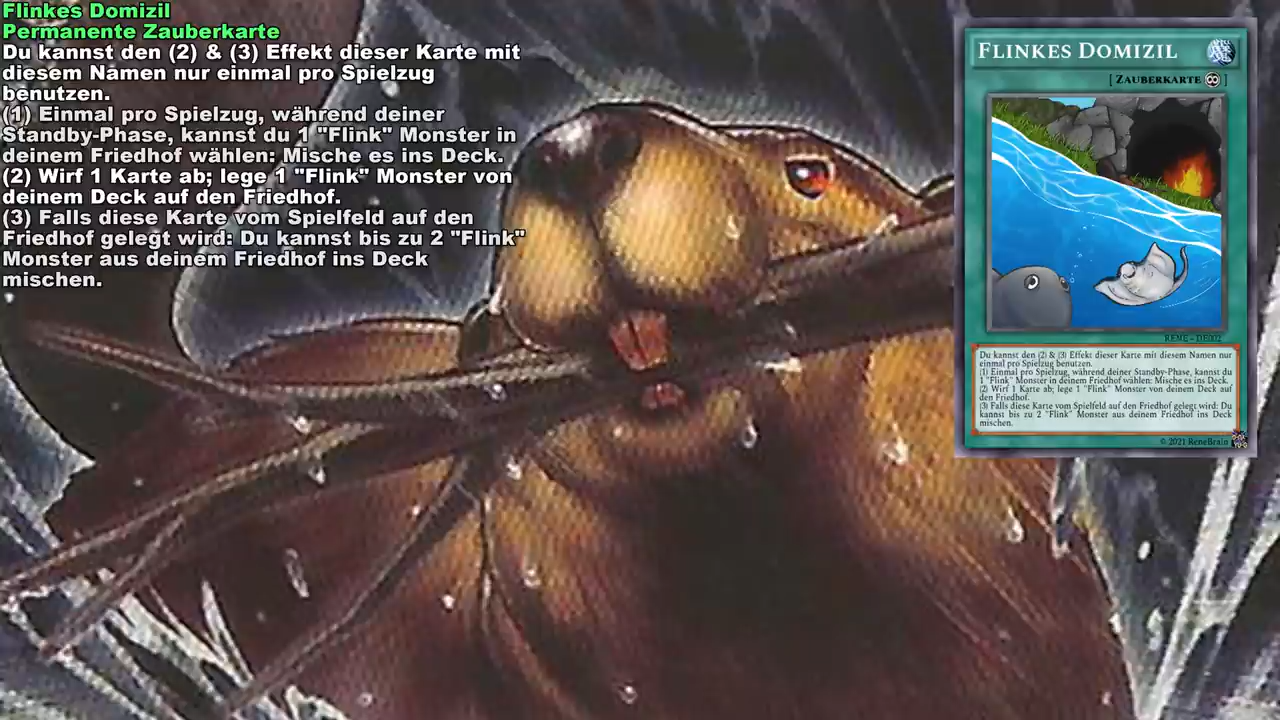 Flinkes Domizil
Permanente Zauberkarte
Du kannst den (2) & (3) Effekt dieser Karte mit
diesem Namen nur einmal pro Spielzug
benutzen.
(1) Einmal pro Spielzug, während deiner
Standby-Phase, kannst du 1 "Flink" Monster in
deinem Friedhof wählen: Mische es ins Deck.
(2) Wirf 1 Karte ab; lege 1 "Flink" Monster von
deinem Deck auf den Friedhof.
(3) Falls diese Karte vom Spielfeld auf den
Friedhof gelegt wird: Du kannst bis zu 2 "Flink"
Monster aus deinem Friedhof ins Deck
mischen.
FLINKES DOMIZIL
[ ZAUBERKARTE ]
REME - DE002
Du kannst den (2) & (3) Effekt dieser Karte mit diesem Namen nur
einmal pro Spielzug benutzen.
(1) Einmal pro Spielzug, während deiner Standby-Phase, kannst du
1 "Flink" Monster in deinem Friedhof wählen: Mische es ins Deck.
(2) Wirf 1 Karte ab; lege 1 "Flink" Monster von deinem Deck auf
den Friedhof.
(3) Falls diese Karte vom Spielfeld auf den Friedhof gelegt wird: Du
kannst bis zu 2 "Flink" Monster aus deinem Friedhof ins Deck
mischen.
© 2021 ReneBrain